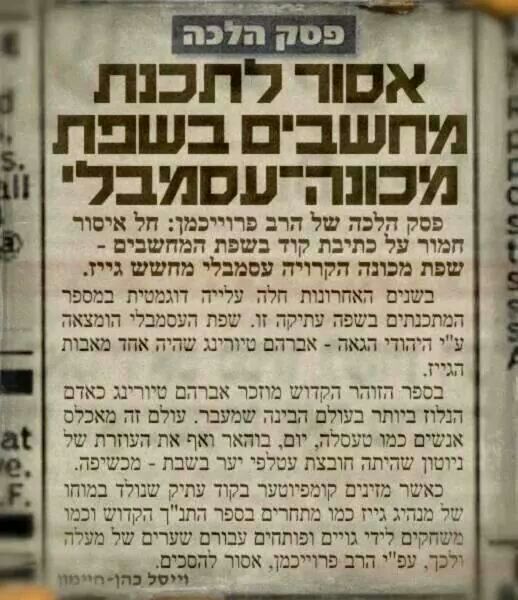 פסק הלכה
אסור לתכנת
מחשבים בשפת
מכונה־עסמבלי
פסק הלכה של הרב פרוייכמן: חל איסור
חמור על כתיבת קוד בשפת המחשבים -
שפת מכונה הקרויה עסמבלי מחשש גייז.
בשנים האחרונות חלה עלייה דוגמטית במספר
המתכנתים בשפה עתיקה זו. שפת העסמבלי הומצאה
ע"י היהודי הגאה - אברהם טיורינג שהיה אחד מאבות
הגייז.
בספר הזוהר הקדוש מוזכר אברהם טיורינג כאדם
הנלוז ביותר בעולם הבינה שמעבר. עולם זה מאכלס
אנשים כמו טעסלה, יום, בוהאר ואף את העוזרת של
ניוטון שהיתה חובצת עטלפי יער בשבת - מכשיפה.
כאשר מזינים קומפיוטער בקוד עתיק שנולד במוחו
של מנהיג גייז כמו מתחרים בספר התנ"ך הקדוש וכמו
משחקים לידי גויים ופותחים עבורם שערים של מעלה
ולכך, עפ"י הרב פרוייכמן, אסור להסכים.
וייסל כהן-חייטון
all
at
ve.
.F.